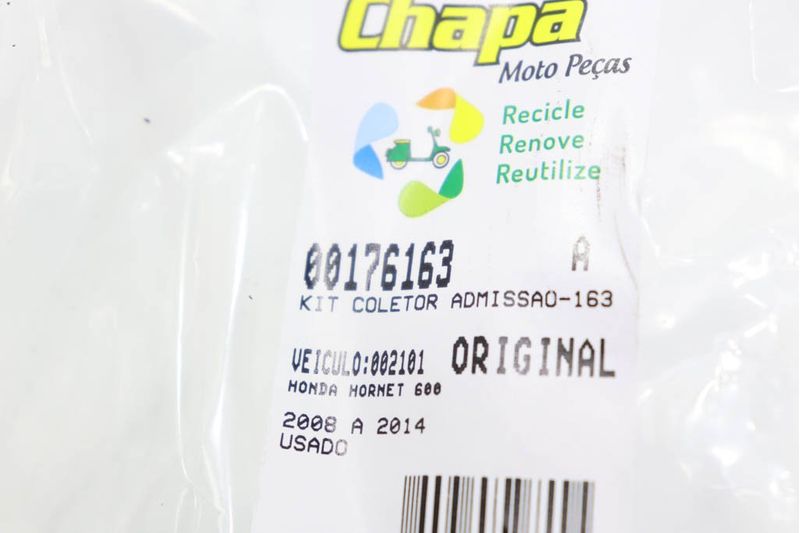 Chapa
Moto Peças
Recicle
Renove
Reutilize
00176163 A
KIT COLETOR ADMISSAO-163
VEICULO:002101 ORIGINAL
HONDA HORNET 600
2008 A 2014
USADO